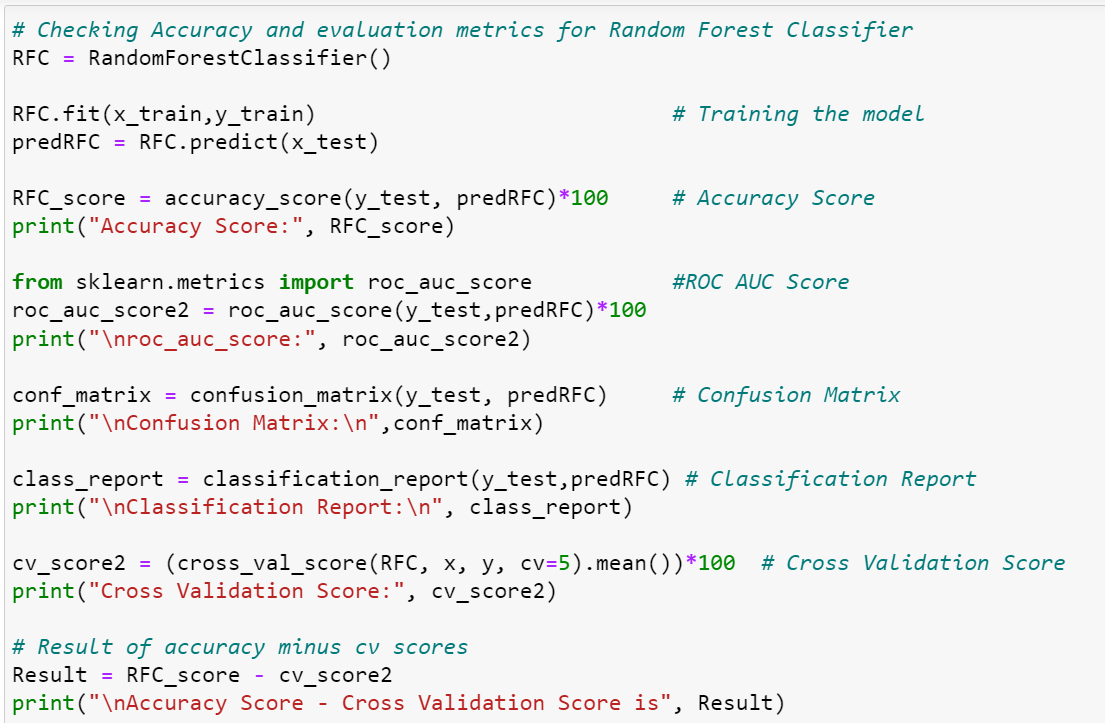 # Checking Accuracy and evaluation metrics for Random Forest Classifier
RFC = RandomForestClassifier()
RFC.fit(x_train,y_train) # Training the model
predRFC = RFC.predict(x_test)
RFC_score = accuracy_score(y_test, predRFC)*100 # Accuracy Score
print("Accuracy Score:", RFC_score)
from sklearn.metrics import roc_auc_score #ROC AUC Score
roc_auc_score2 = roc_auc_score(y_test,predRFC)*100
print("\nroc_auc_score:", roc_auc_score2)
conf_matrix = confusion_matrix(y_test, predRFC) # Confusion Matrix
print("\nConfusion Matrix:\n",conf_matrix)
class_report = classification_report(y_test,predRFC) # Classification Report
print("\nClassification Report:\n", class_report)
cv_score2 = (cross_val_score(RFC, x, y, cv=5).mean())*100 # Cross Validation Score
print("Cross Validation Score:", cv_score2)
# Result of accuracy minus cv scores
Result = RFC_score - cv_score2
print("\nAccuracy Score - Cross Validation Score is", Result)